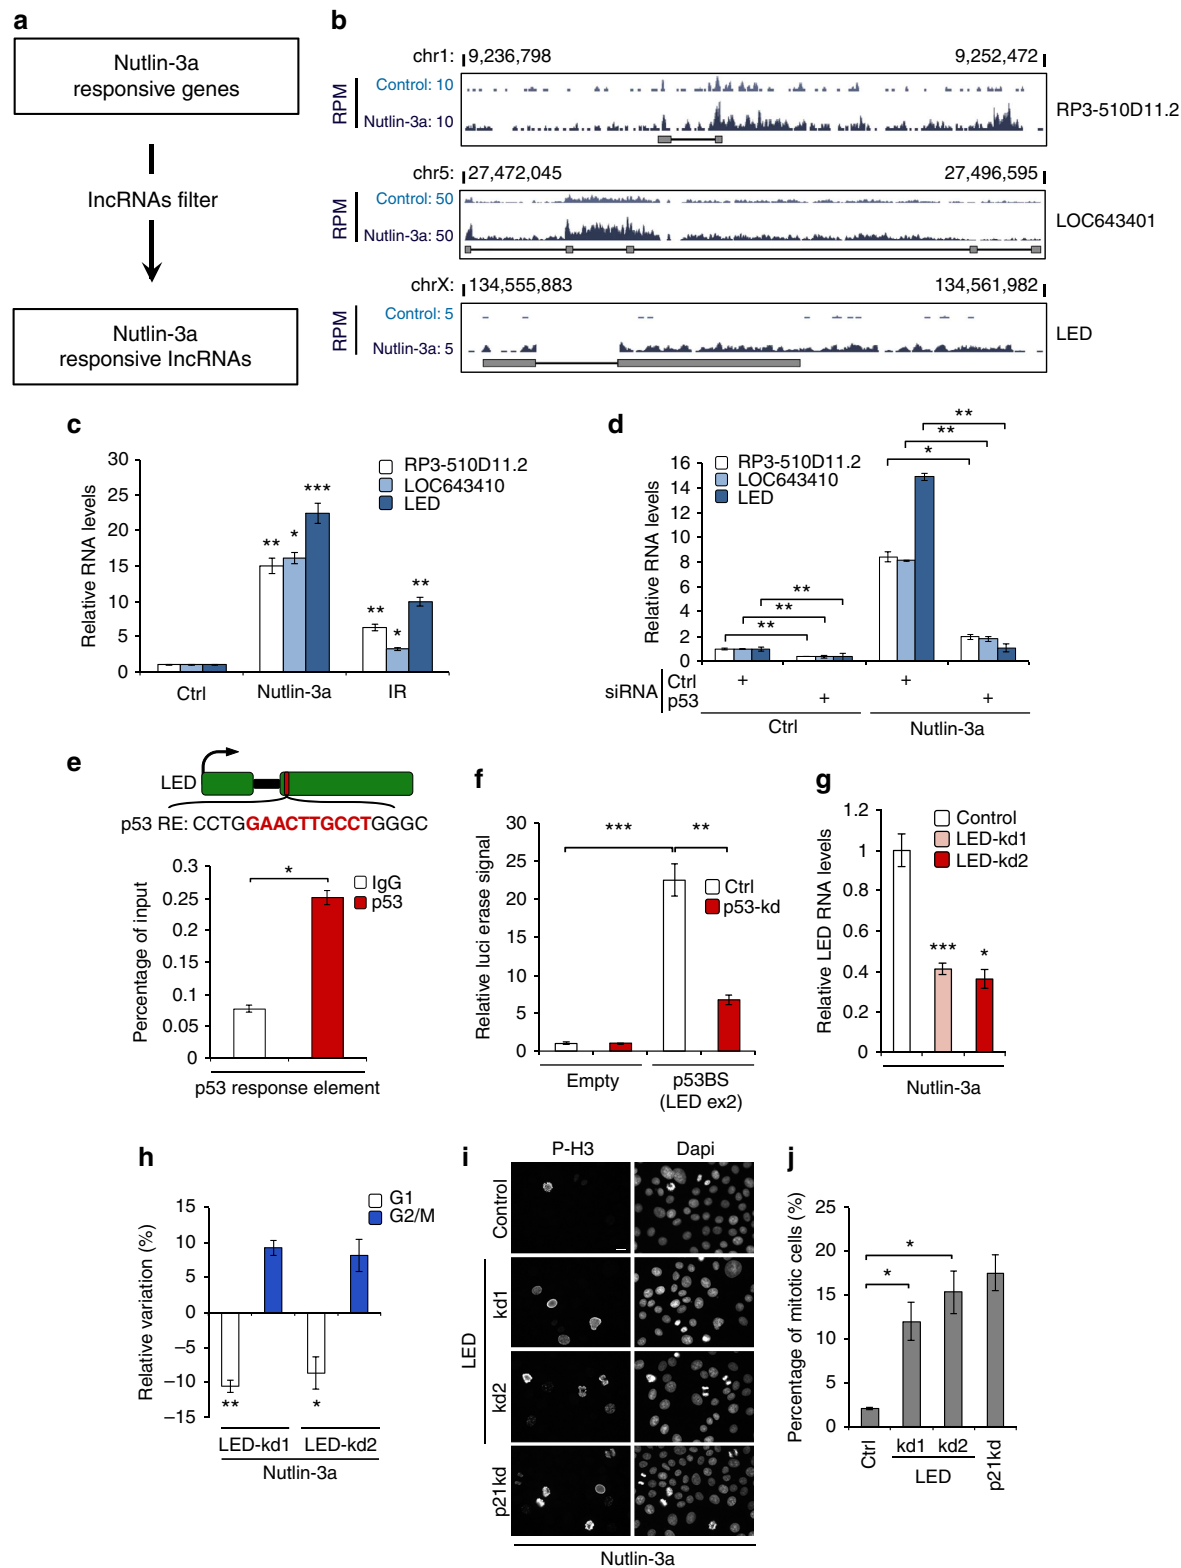 a
Nutlin-3a
responsive genes
lncRNAs filter
Nutlin-3a
responsive lncRNAs
b
chr1: 9,236,798 9,252,472
RPM
Control: 10
Nutlin-3a: 10
RP3-510D11.2
chr5: 27,472,045 27,496,595
RPM
Control: 50
Nutlin-3a: 50
LOC643401
chrX: 134,555,883 134,561,982
RPM
Control: 5
Nutlin-3a: 5
LED
c
Relative RNA levels
30
25
20
15
10
5
0
RP3-510D11.2
LOC643410
LED
** * ***
** * **
Ctrl Nutlin-3a IR
d
Relative RNA levels
16
14
12
10
8
6
4
2
0
RP3-510D11.2
LOC643410
LED
**
**
**
**
**
*
siRNA
Ctrl + +
p53 + +
Ctrl Nutlin-3a
e
LED
p53 RE: CCTGGAACTTGCCTGGGC
Percentage of input
0.3
0.25
0.2
0.15
0.1
0.05
0
*
IgG
p53
p53 response element
f
Relative luci erase signal
30
25
20
15
10
5
0
*** **
Ctrl
p53-kd
Empty
p53BS
(LED ex2)
g
Relative LED RNA levels
1.2
1
0.8
0.6
0.4
0.2
0
Control
LED-kd1
LED-kd2
*** *
Nutlin-3a
h
Relative variation (%)
15
10
5
0
−5
−10
−15
G1
G2/M
** *
LED-kd1 LED-kd2
Nutlin-3a
i
P-H3 Dapi
Control
LED
kd1
kd2
p21kd
Nutlin-3a
j
Percentage of mitotic cells (%)
25
20
15
10
5
0
*
*
Ctrl
kd1 kd2
LED
p21kd